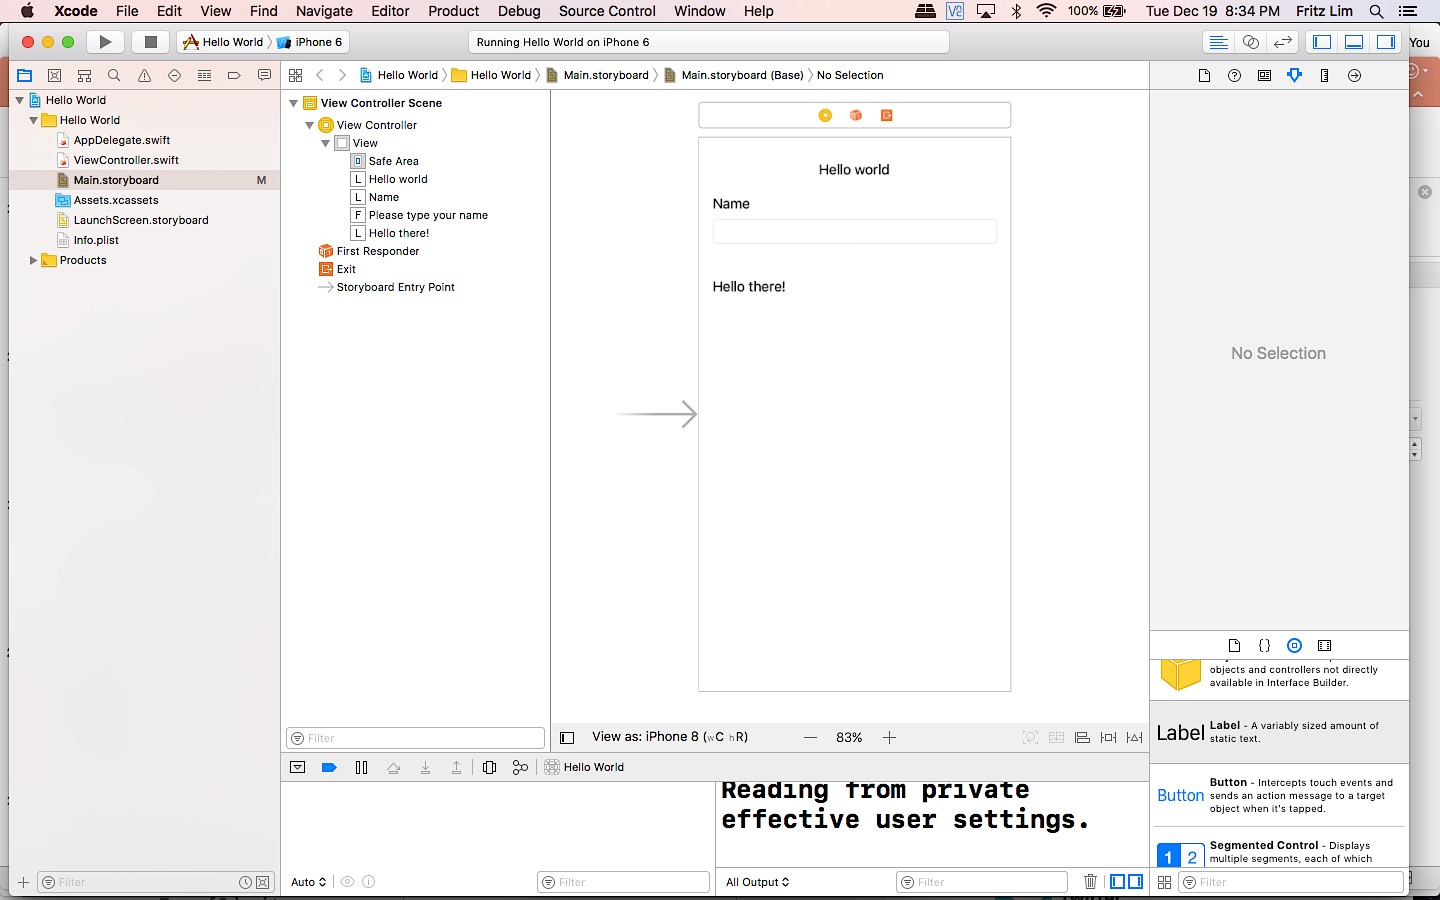 Xcode File Edit View Find Navigate Editor Product Debug Source Control Window Help 100% Tue Dec 19 8:34 PM Fritz Lim
Hello World iPhone 6 Running Hello World on iPhone 6 You
Hello World Hello World Main.storyboard Main.storyboard (Base) No Selection
Hello World
Hello World
AppDelegate.swift
ViewController.swift
Main.storyboard M
Assets.xcassets
LaunchScreen.storyboard
Info.plist
Products
View Controller Scene
View Controller
View
Safe Area
L Hello world
L Name
F Please type your name
L Hello there!
First Responder
Exit
Storyboard Entry Point
Hello world
Name
Hello there!
No Selection
objects and controllers not directly
available in Interface Builder.
Label Label - A variably sized amount of
static text.
Button Button - Intercepts touch events and
sends an action message to a target
object when it's tapped.
1 2 Segmented Control - Displays
multiple segments, each of which
Filter
View as: iPhone 8 (wC hR) 83%
Hello World
Reading from private
effective user settings.
Filter
Auto Filter
All Output Filter
Filter